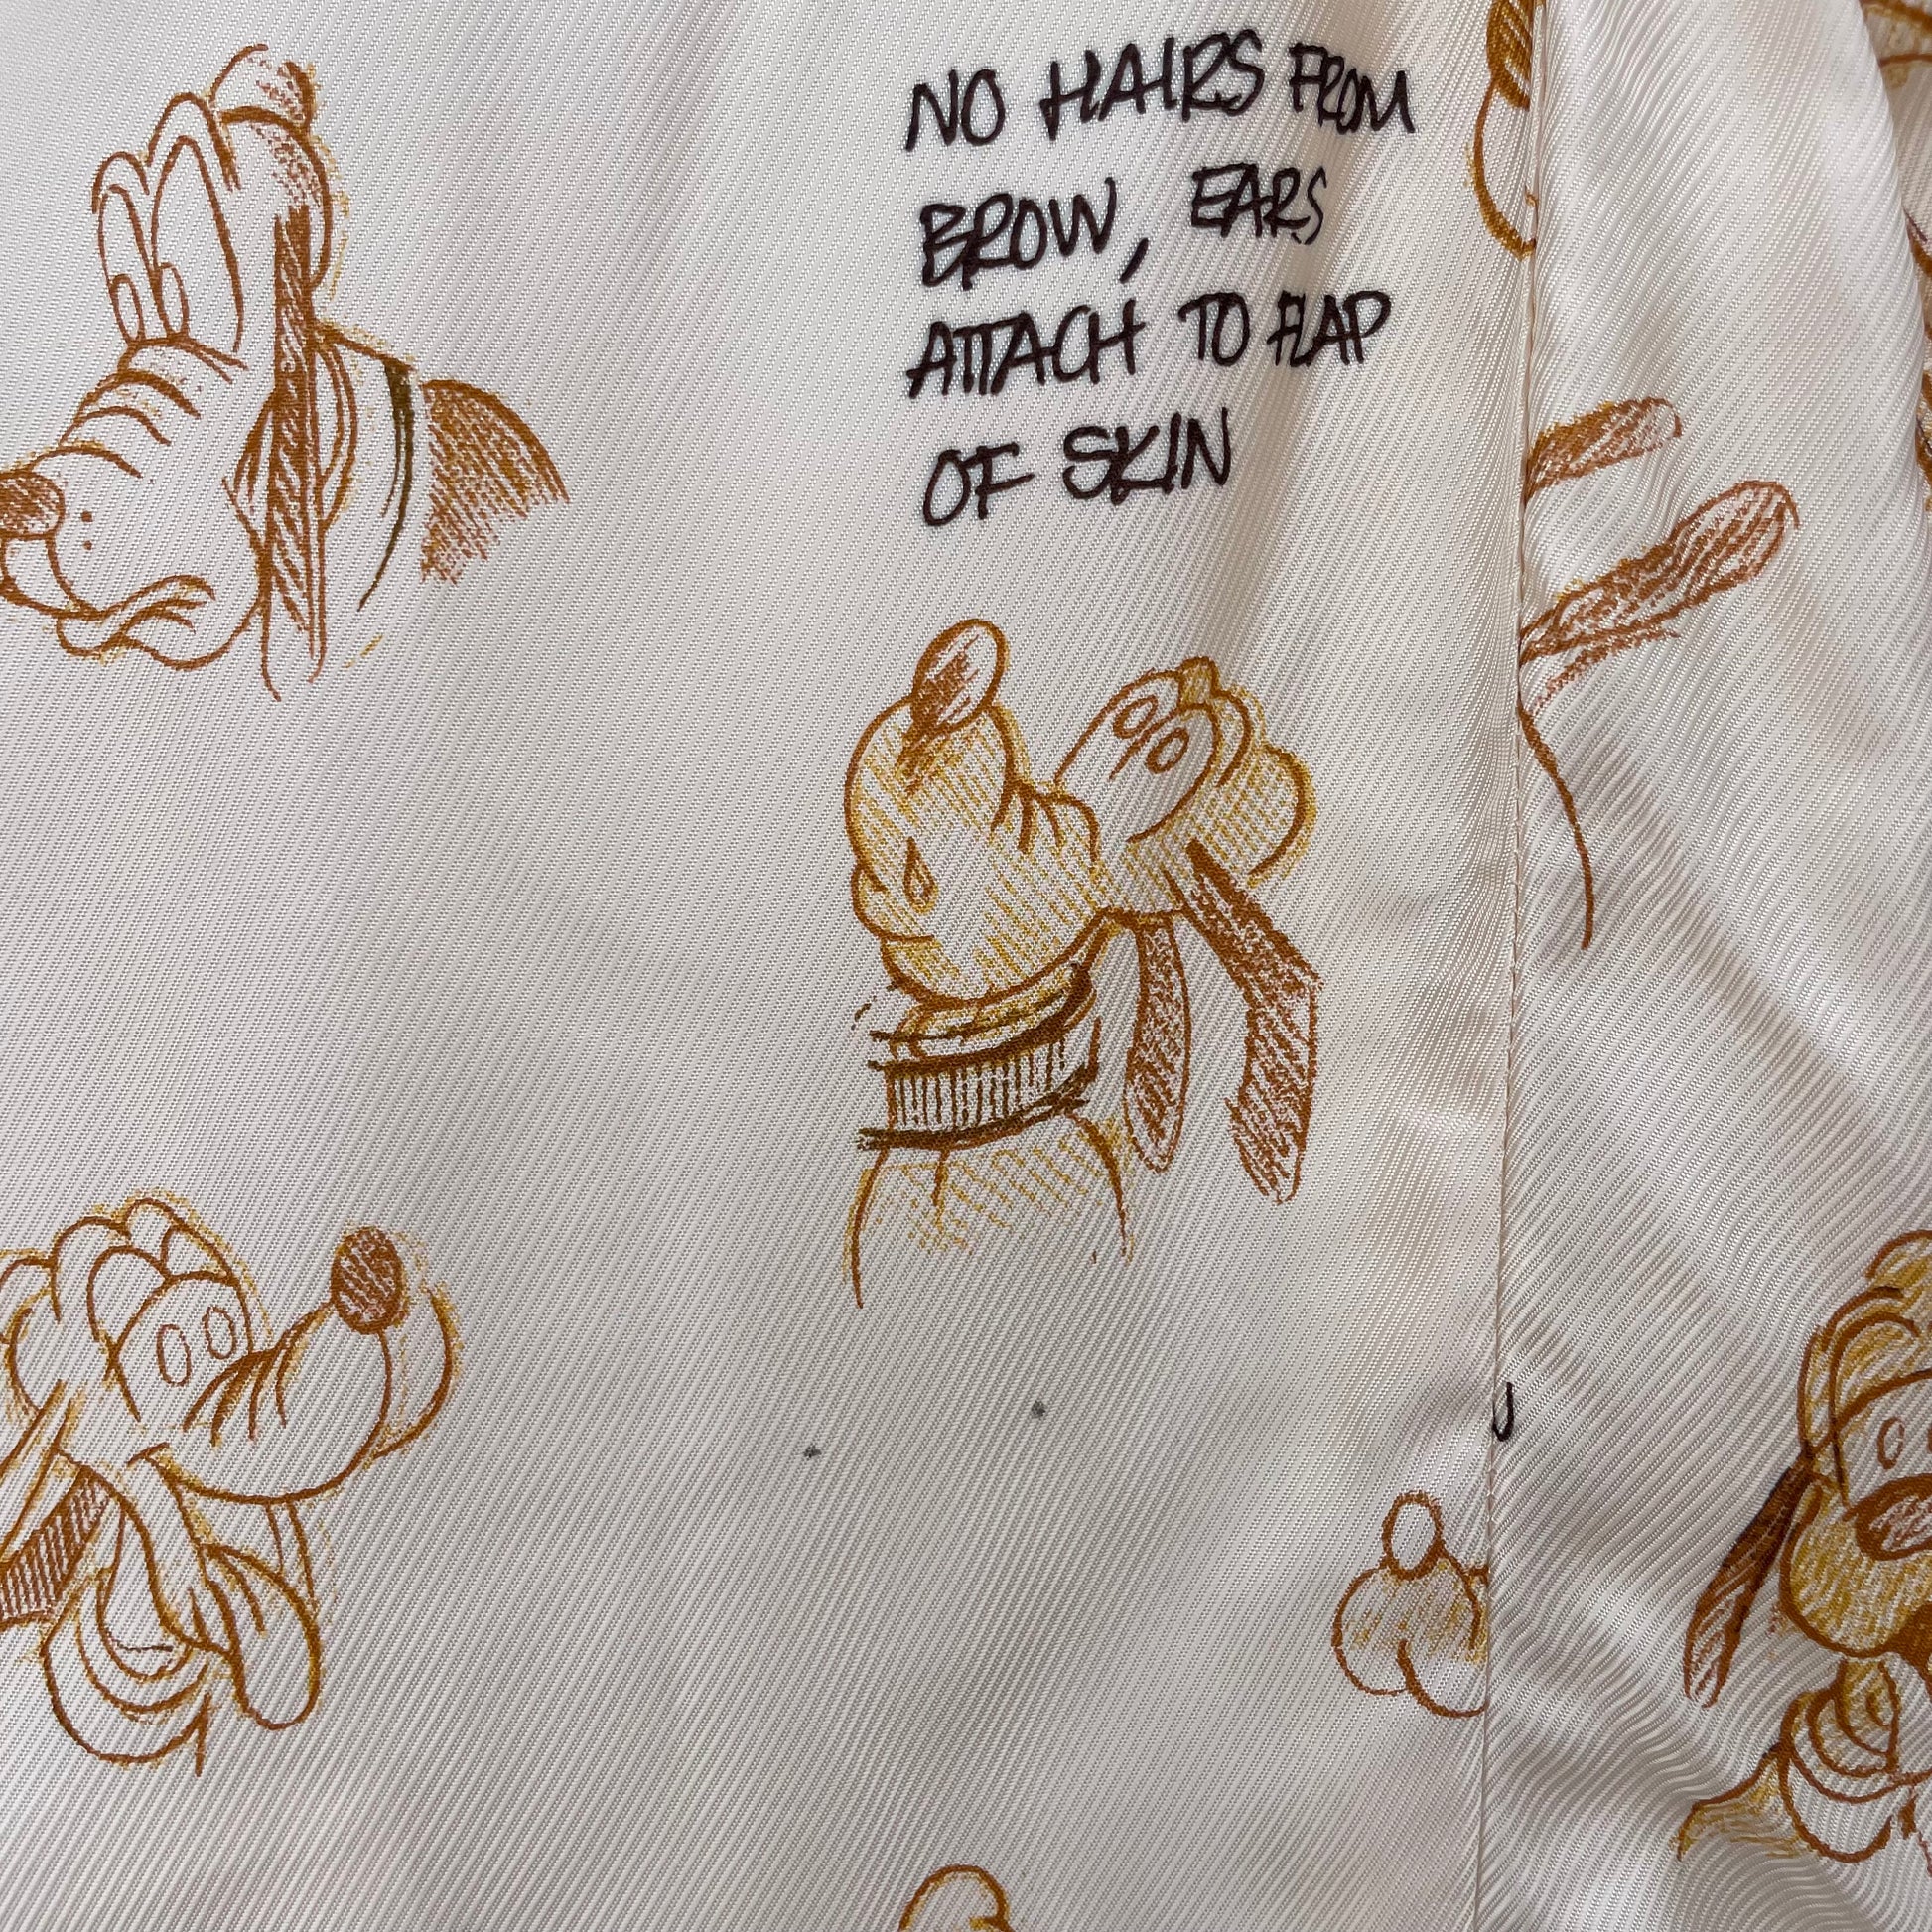 NO HAIRS FROM
BROW, EARS
ATTACH TO FLAP
OF SKIN